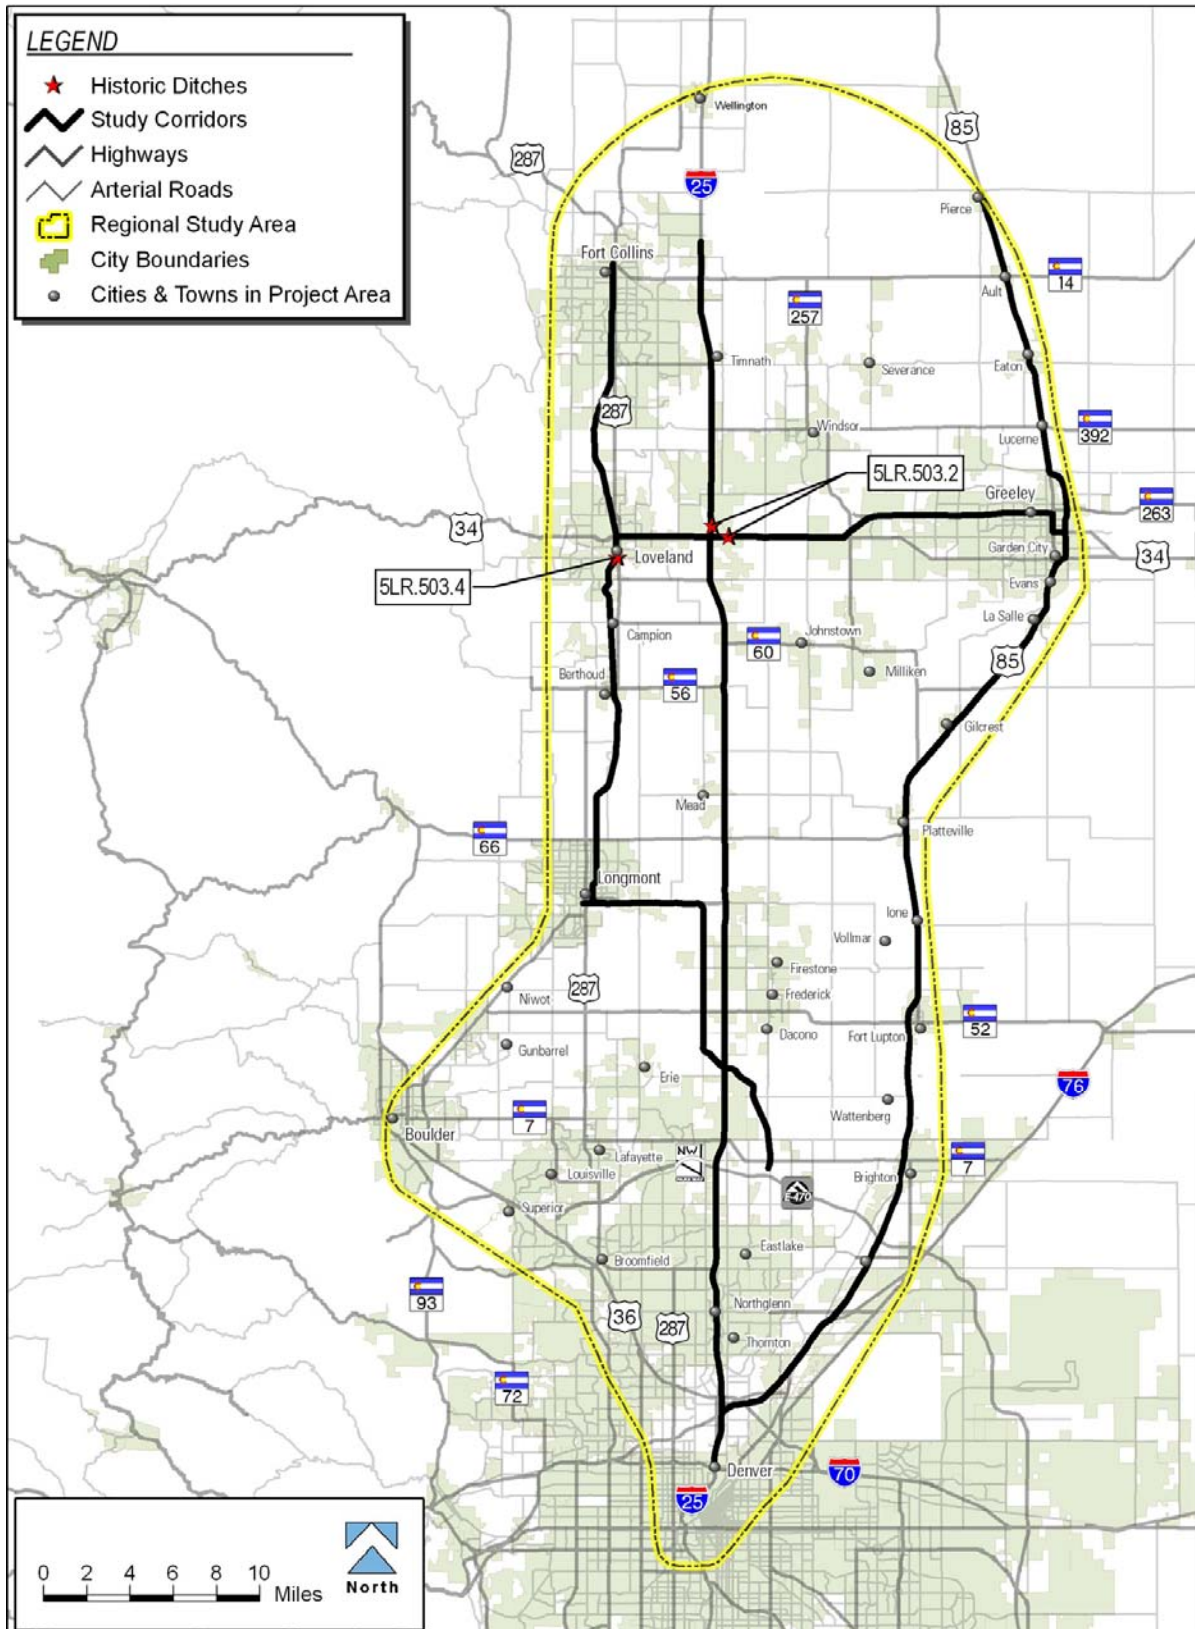 LEGEND
Historic Ditches
Study Corridors
Highways
Arterial Roads
Regional Study Area
City Boundaries
Cities & Towns in Project Area
Wellington
85
287
25
Pierce
Fort Collins
14
Ault
257
Timnath
Severance
Eaton
287
Windsor
392
Lucerne
5LR.503.2
Greeley
263
34
Garden City
34
Loveland
5LR.503.4
Evans
La Salle
Campion
60
Johnstown
85
Berthoud
56
Milliken
Gilcrest
Mead
66
Platteville
Longmont
Ione
Vollmar
Firestone
287
Niwot
Frederick
52
Dacono
Fort Lupton
Gunbarrel
Erie
76
Wattenberg
7
Boulder
Lafayette
NW
7
Louisville
Brighton
E-470
Superior
Eastlake
Broomfield
93
36
Northglenn
287
Thornton
72
Denver
70
25
0 2 4 6 8 10
Miles
North